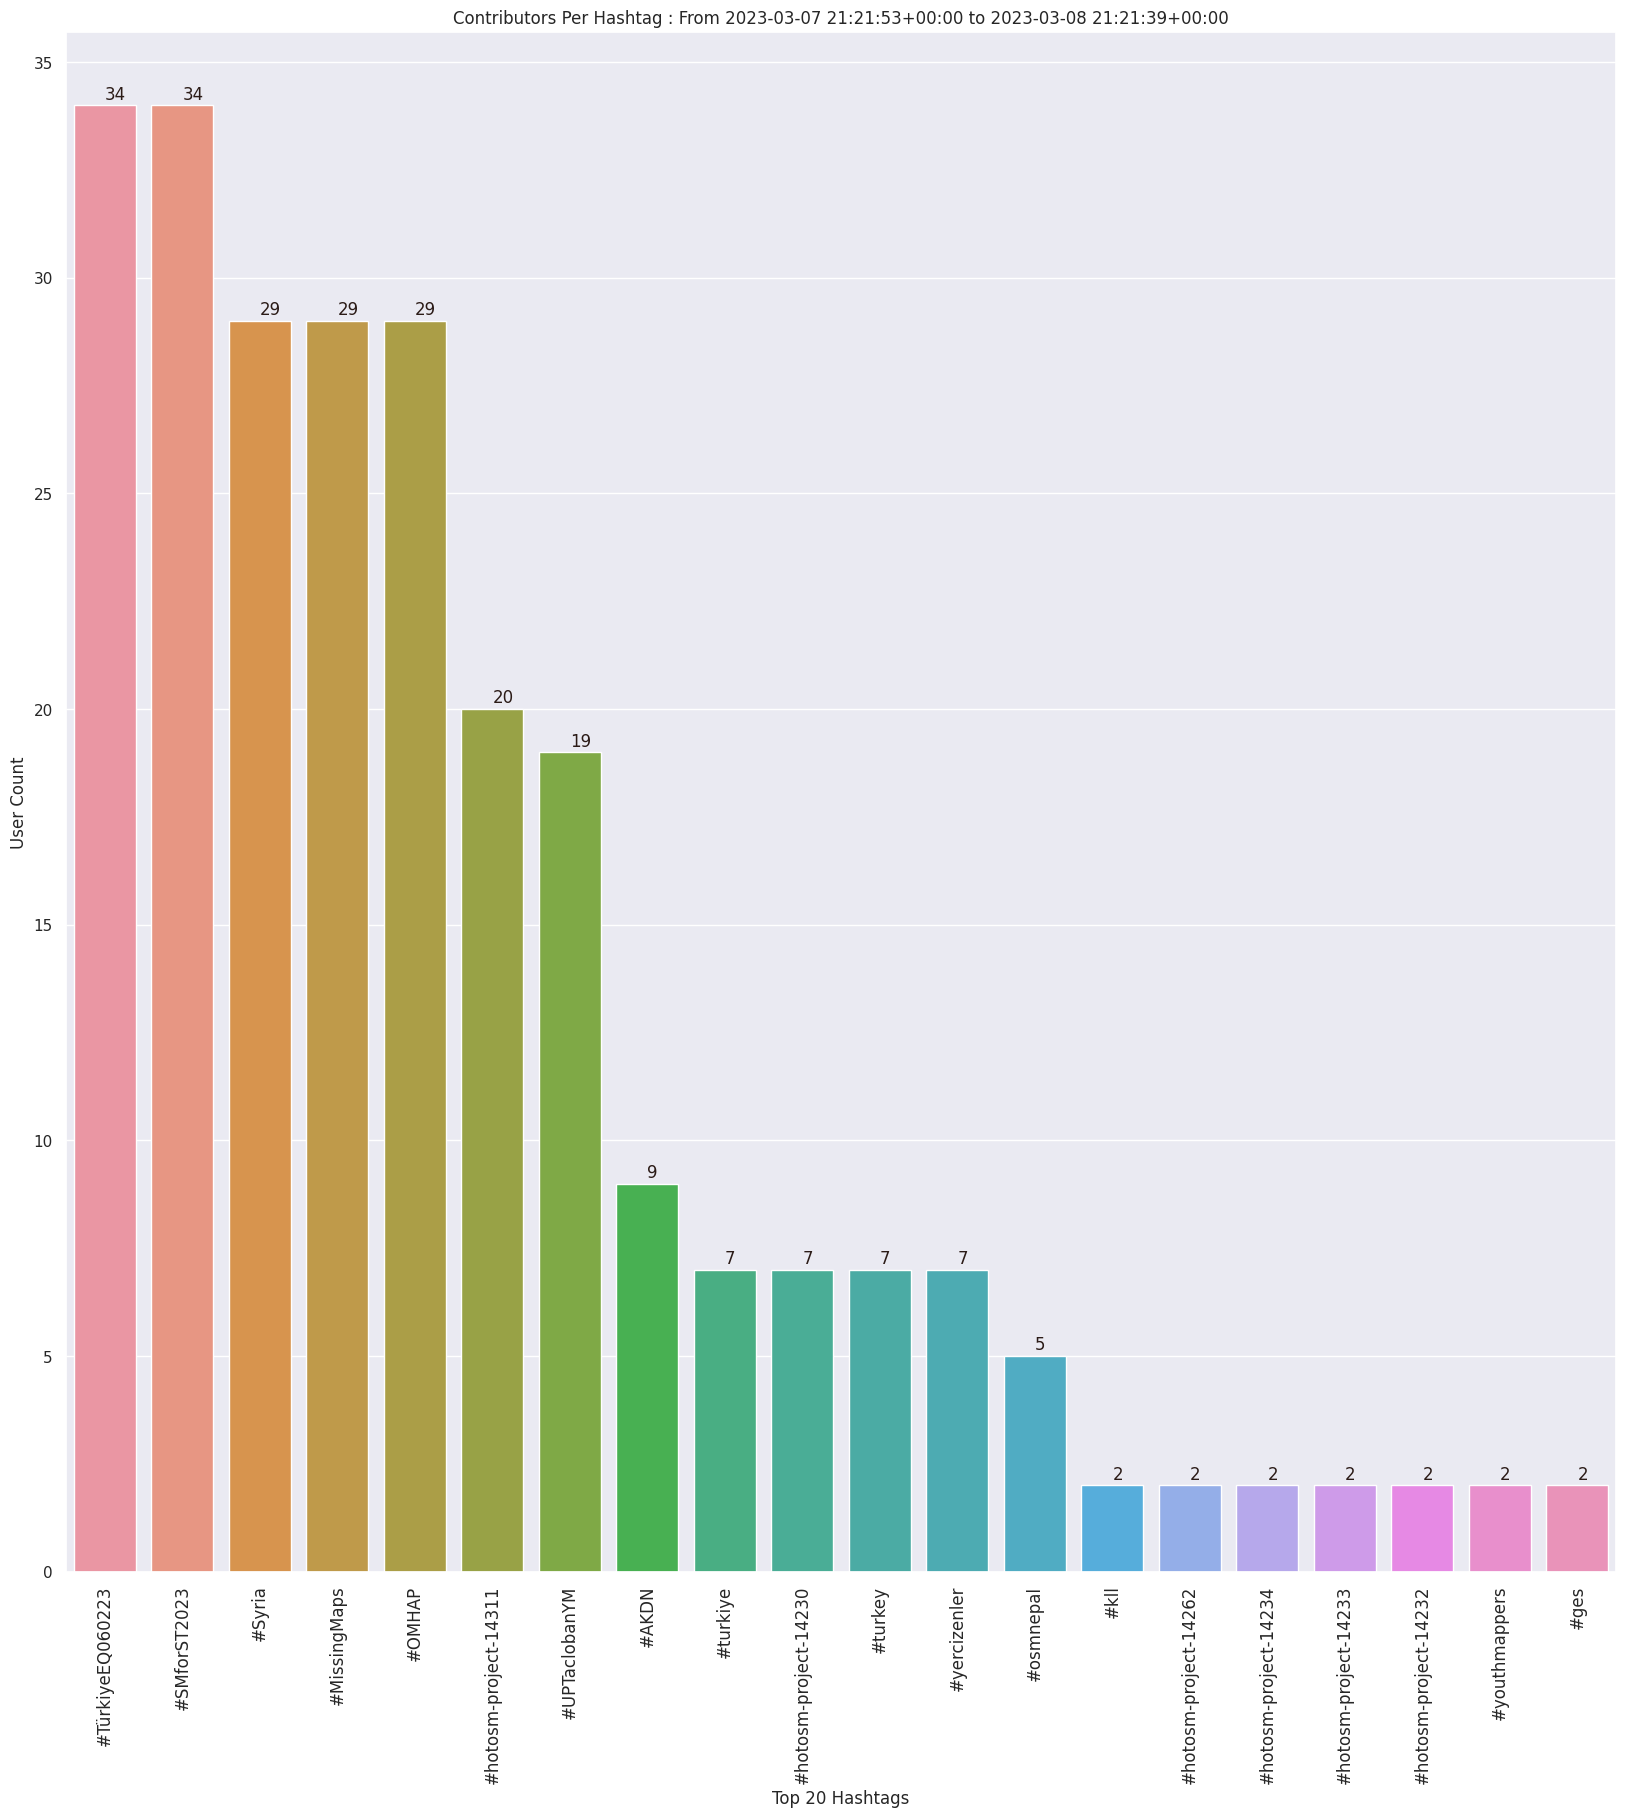 Contributors Per Hashtag : From 2023-03-07 21:21:53+00:00 to 2023-03-08 21:21:39+00:00
35
30
25
20
15
10
5
0
User Count
34
34
29
29
29
20
19
9
7
7
7
7
5
2
2
2
2
2
2
2
#TürkiyeEQ060223
#SMforST2023
#Syria
#MissingMaps
#OMHAP
#hotosm-project-14311
#UPTaclobanYM
#AKDN
#turkiye
#hotosm-project-14230
#turkey
#yercizenler
#osmnepal
#kll
#hotosm-project-14262
#hotosm-project-14234
#hotosm-project-14233
#hotosm-project-14232
#youthmappers
#ges
Top 20 Hashtags